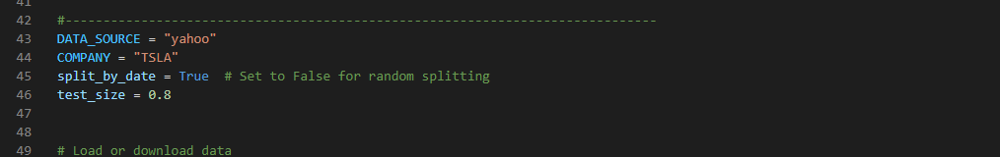 41
42 #-------------------------------------------------------------------------------
43 DATA_SOURCE = "yahoo"
44 COMPANY = "TSLA"
45 split_by_date = True  # Set to False for random splitting
46 test_size = 0.8
47
48
49 # Load or download data